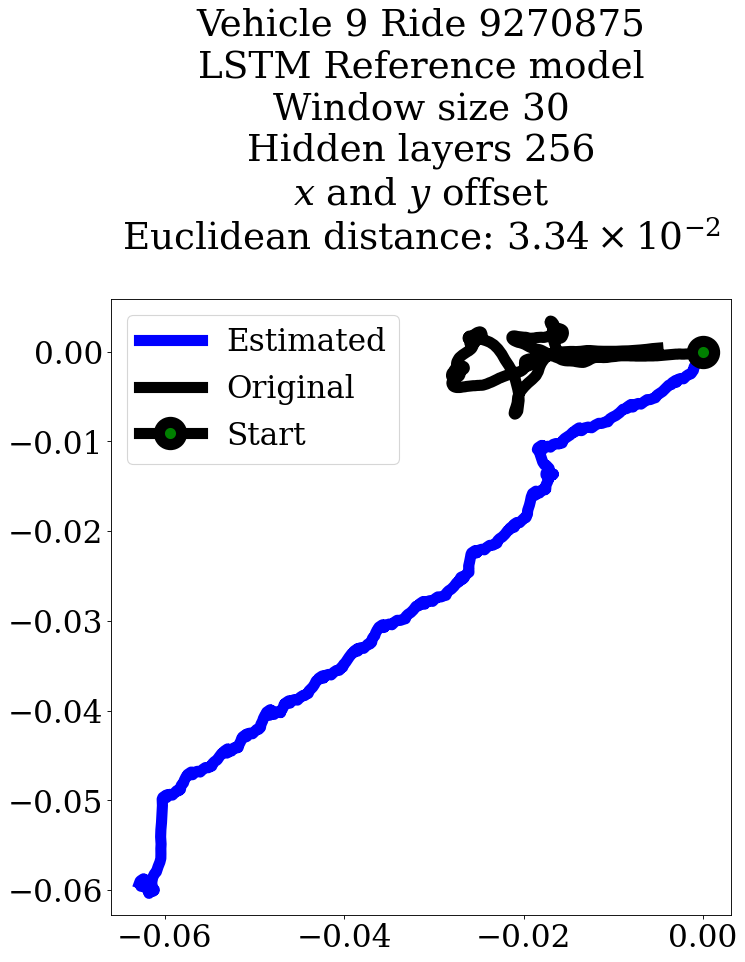 Vehicle 9 Ride 9270875
LSTM Reference model
Window size 30
Hidden layers 256
x and y offset
Euclidean distance: 3.34 × 10⁻²
Estimated
Original
Start
0.00
−0.01
−0.02
−0.03
−0.04
−0.05
−0.06
−0.06 −0.04 −0.02 0.00